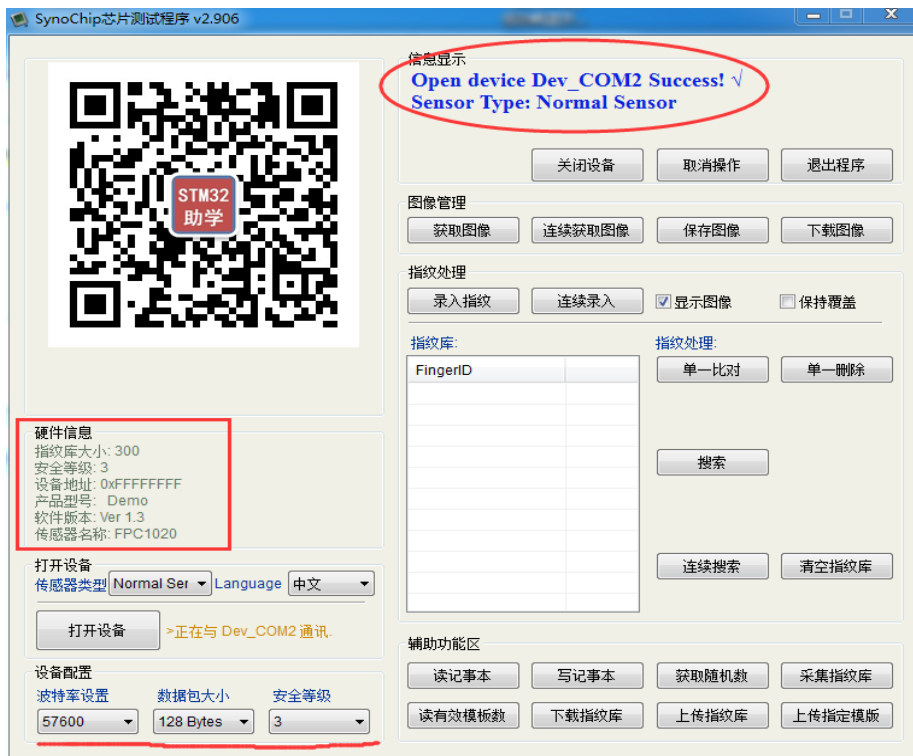 SynoChip芯片测试程序 v2.906
STM32
助学
硬件信息
指纹库大小: 300
安全等级: 3
设备地址: 0xFFFFFFFF
产品型号: Demo
软件版本: Ver 1.3
传感器名称: FPC1020
打开设备
传感器类型 Normal Ser Language 中文
打开设备 >正在与 Dev_COM2 通讯.
设备配置
波特率设置 数据包大小 安全等级
57600 128 Bytes 3
信息显示
Open device Dev_COM2 Success! √
Sensor Type: Normal Sensor
关闭设备 取消操作 退出程序
图像管理
获取图像 连续获取图像 保存图像 下载图像
指纹处理
录入指纹 连续录入 显示图像 保持覆盖
指纹库: 指纹处理:
FingerID 单一比对 单一删除
搜索
连续搜索 清空指纹库
辅助功能区
读记事本 写记事本 获取随机数 采集指纹库
读有效模板数 下载指纹库 上传指纹库 上传指定模版